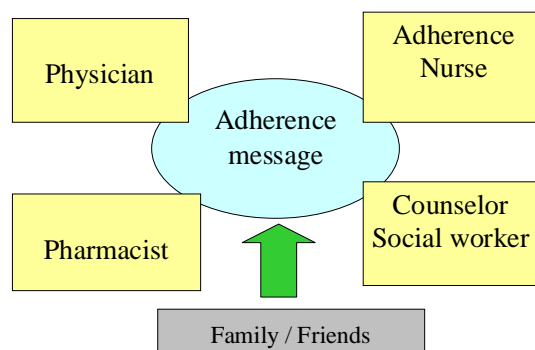 Physician
Adherence
Nurse
Adherence
message
Pharmacist
Counselor
Social worker
Family / Friends